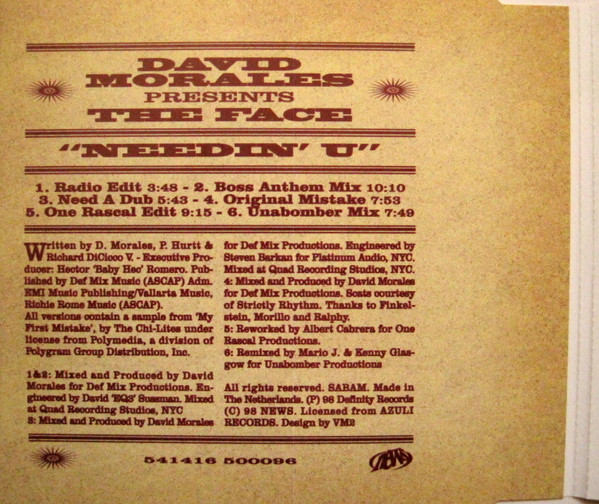 DAVID
MORALES
PRESENTS
THE FACE
"NEEDIN' U"
1. Radio Edit 3:48 - 2. Boss Anthem Mix 10:10
3. Need A Dub 5:43 - 4. Original Mistake 7:53
5. One Rascal Edit 9:15 - 6. Unabomber Mix 7:49
Written by D. Morales, P. Hurtt &
Richard DiCicco V. - Executive Pro-
ducer: Hector 'Baby Hec' Romero. Pub-
lished by Def Mix Music (ASCAP) Adm.
EMI Music Publishing/Vallarta Music,
Richie Rome Music (ASCAP).
All versions contain a sample from 'My
First Mistake', by The Chi-Lites under
license from Polymedia, a division of
Polygram Group Distribution, Inc.
1&2: Mixed and Produced by David
Morales for Def Mix Productions. En-
gineered by David 'EQ3' Sussman. Mixed
at Quad Recording Studios, NYC
3: Mixed and Produced by David Morales
for Def Mix Productions. Engineered by
Steven Barkan for Platinum Audio, NYC.
Mixed at Quad Recording Studios, NYC.
4: Mixed and Produced by David Morales
for Def Mix Productions. Scats courtesy
of Strictly Rhythm. Thanks to Finkel-
stein, Morillo and Ralphy.
5: Reworked by Albert Cabrera for One
Rascal Productions.
6: Remixed by Mario J. & Kenny Glas-
gow for Unabomber Productions
All rights reserved. SABAM. Made in
The Netherlands. (P) 98 Definity Records
(C) 98 NEWS. Licensed from AZULI
RECORDS. Design by VM2
541416 500096
NEWS